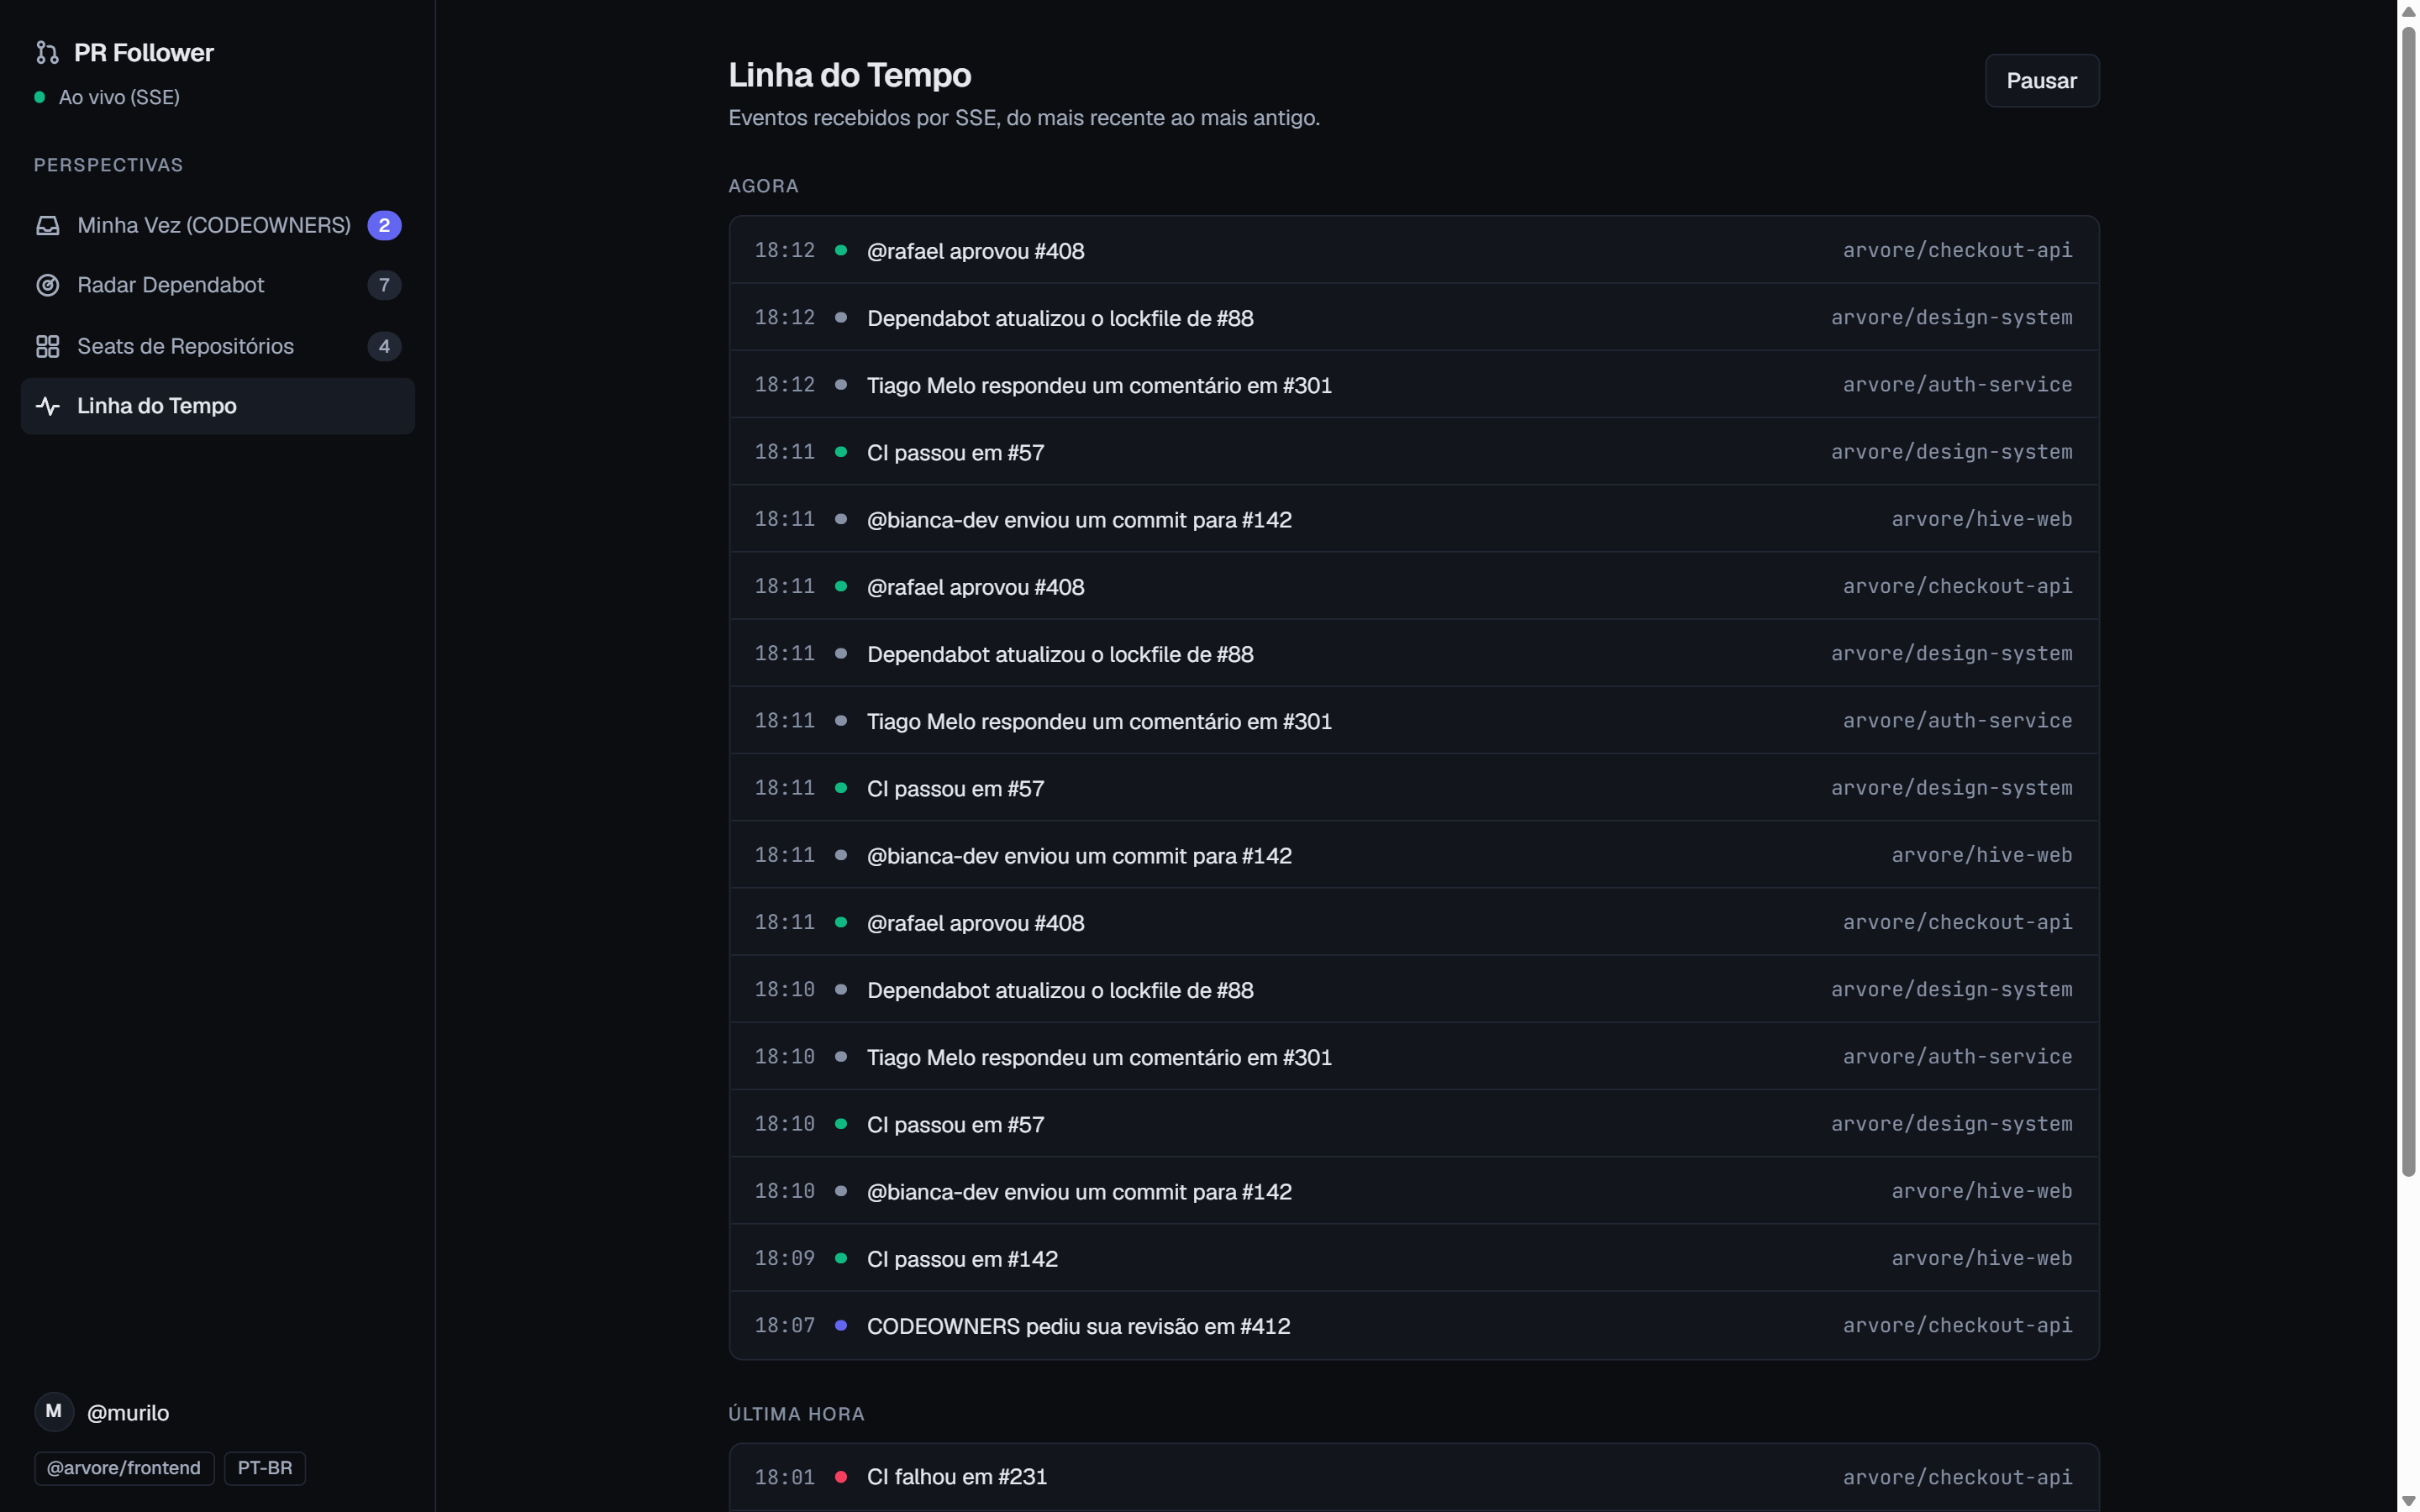 PR Follower
Ao vivo (SSE)
PERSPECTIVAS
Minha Vez (CODEOWNERS) 2
Radar Dependabot 7
Seats de Repositórios 4
Linha do Tempo
M @murilo
@arvore/frontend PT-BR
Linha do Tempo
Pausar
Eventos recebidos por SSE, do mais recente ao mais antigo.
AGORA
18:12 @rafael aprovou #408 arvore/checkout-api
18:12 Dependabot atualizou o lockfile de #88 arvore/design-system
18:12 Tiago Melo respondeu um comentário em #301 arvore/auth-service
18:11 CI passou em #57 arvore/design-system
18:11 @bianca-dev enviou um commit para #142 arvore/hive-web
18:11 @rafael aprovou #408 arvore/checkout-api
18:11 Dependabot atualizou o lockfile de #88 arvore/design-system
18:11 Tiago Melo respondeu um comentário em #301 arvore/auth-service
18:11 CI passou em #57 arvore/design-system
18:11 @bianca-dev enviou um commit para #142 arvore/hive-web
18:11 @rafael aprovou #408 arvore/checkout-api
18:10 Dependabot atualizou o lockfile de #88 arvore/design-system
18:10 Tiago Melo respondeu um comentário em #301 arvore/auth-service
18:10 CI passou em #57 arvore/design-system
18:10 @bianca-dev enviou um commit para #142 arvore/hive-web
18:09 CI passou em #142 arvore/hive-web
18:07 CODEOWNERS pediu sua revisão em #412 arvore/checkout-api
ÚLTIMA HORA
18:01 CI falhou em #231 arvore/checkout-api